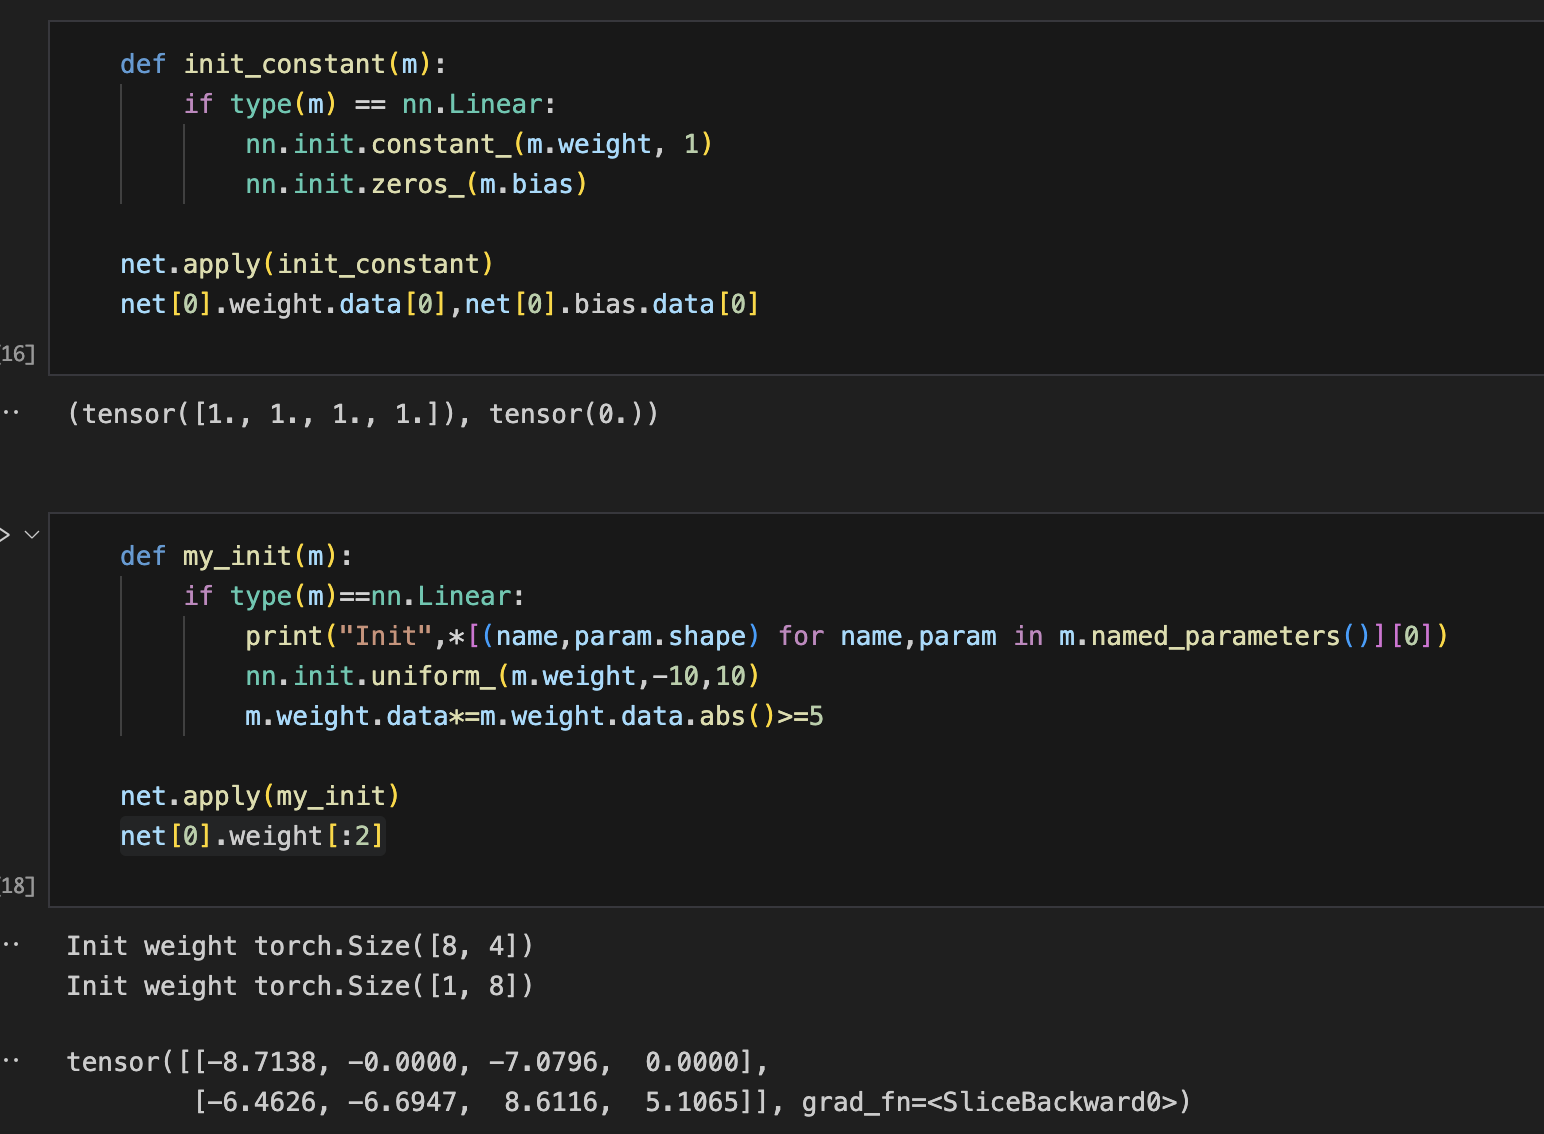 def init_constant(m):
    if type(m) == nn.Linear:
        nn.init.constant_(m.weight, 1)
        nn.init.zeros_(m.bias)

net.apply(init_constant)
net[0].weight.data[0],net[0].bias.data[0]
[16]
(tensor([1., 1., 1., 1.]), tensor(0.))

def my_init(m):
    if type(m)==nn.Linear:
        print("Init",*[(name,param.shape) for name,param in m.named_parameters()][0])
        nn.init.uniform_(m.weight,-10,10)
        m.weight.data*=m.weight.data.abs()>=5

net.apply(my_init)
net[0].weight[:2]
[18]
Init weight torch.Size([8, 4])
Init weight torch.Size([1, 8])

tensor([[-8.7138, -0.0000, -7.0796,  0.0000],
        [-6.4626, -6.6947,  8.6116,  5.1065]], grad_fn=<SliceBackward0>)